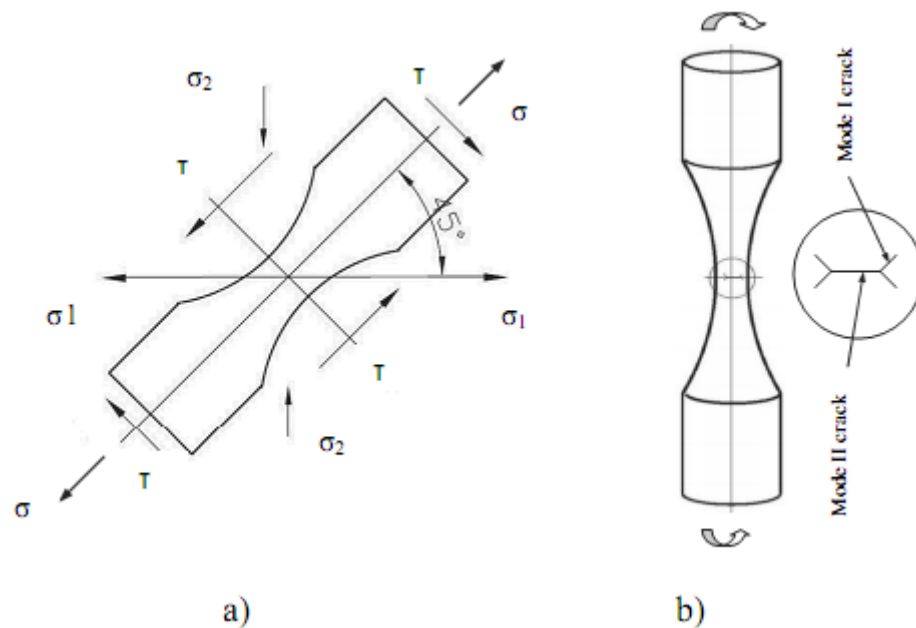 σ₂
τ
σ
τ
45°
σ1
σ₁
τ
σ₂
τ
σ
a)
Mode I crack
Mode II crack
b)